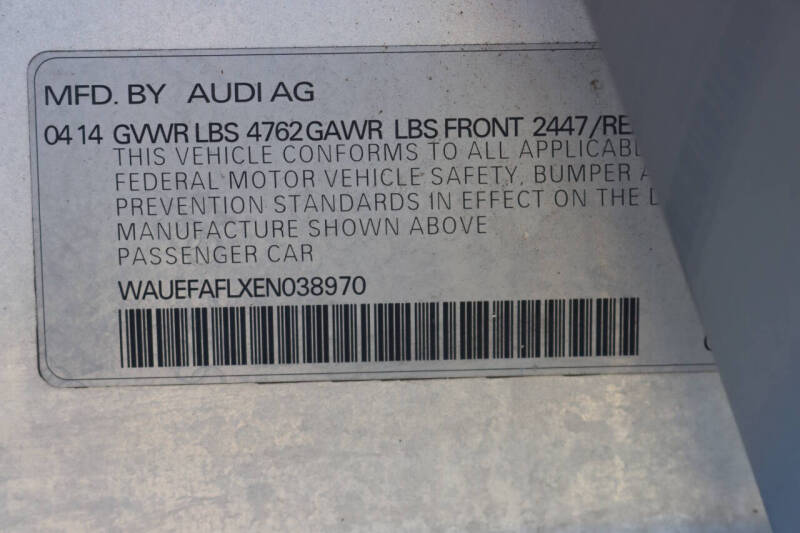 MFD. BY AUDI AG
04 14 GVWR LBS 4762 GAWR LBS FRONT 2447/RE
THIS VEHICLE CONFORMS TO ALL APPLICABL
FEDERAL MOTOR VEHICLE SAFETY, BUMPER A
PREVENTION STANDARDS IN EFFECT ON THE D
MANUFACTURE SHOWN ABOVE
PASSENGER CAR
WAUEFAFLXEN038970